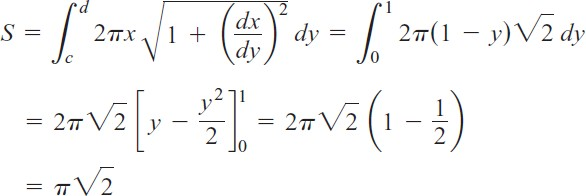 S = ∫_c^d 2πx √(1 + (dx/dy)²) dy = ∫_0^1 2π(1 − y)√2 dy
= 2π√2 [y − y²/2]_0^1 = 2π√2 (1 − 1/2)
= π√2